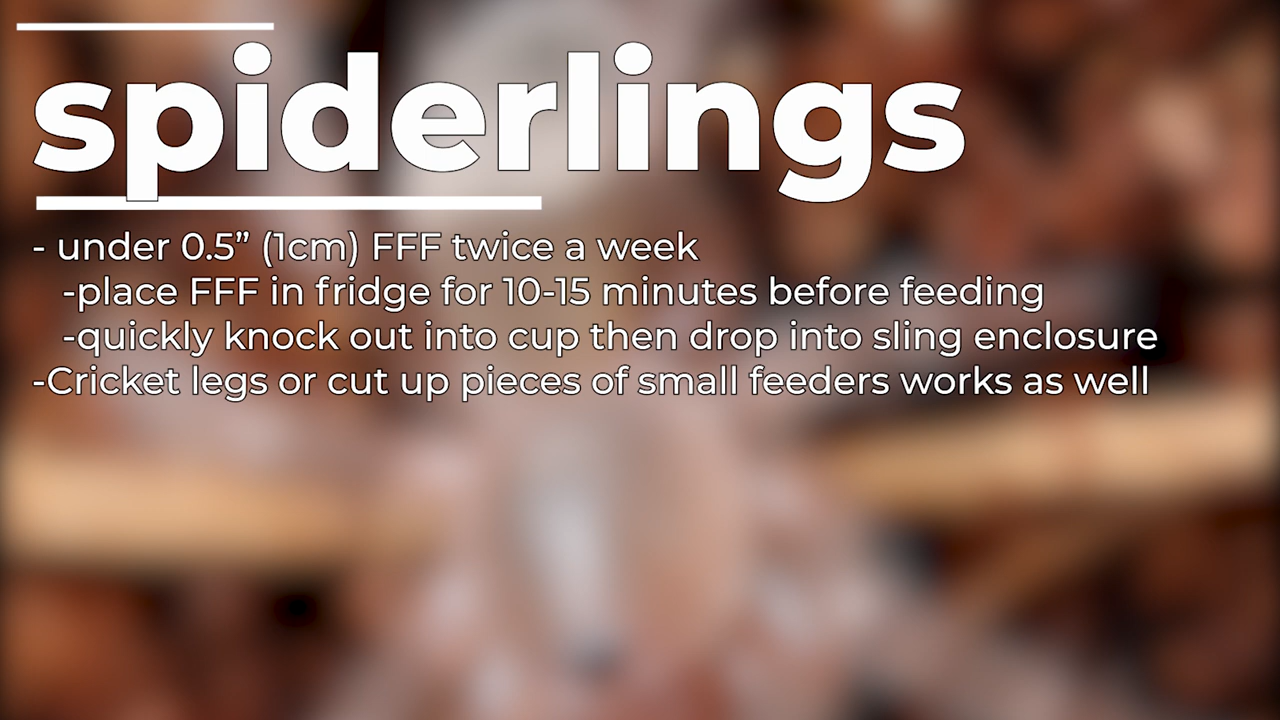 spiderlings
- under 0.5” (1cm) FFF twice a week
-place FFF in fridge for 10-15 minutes before feeding
-quickly knock out into cup then drop into sling enclosure
-Cricket legs or cut up pieces of small feeders works as well